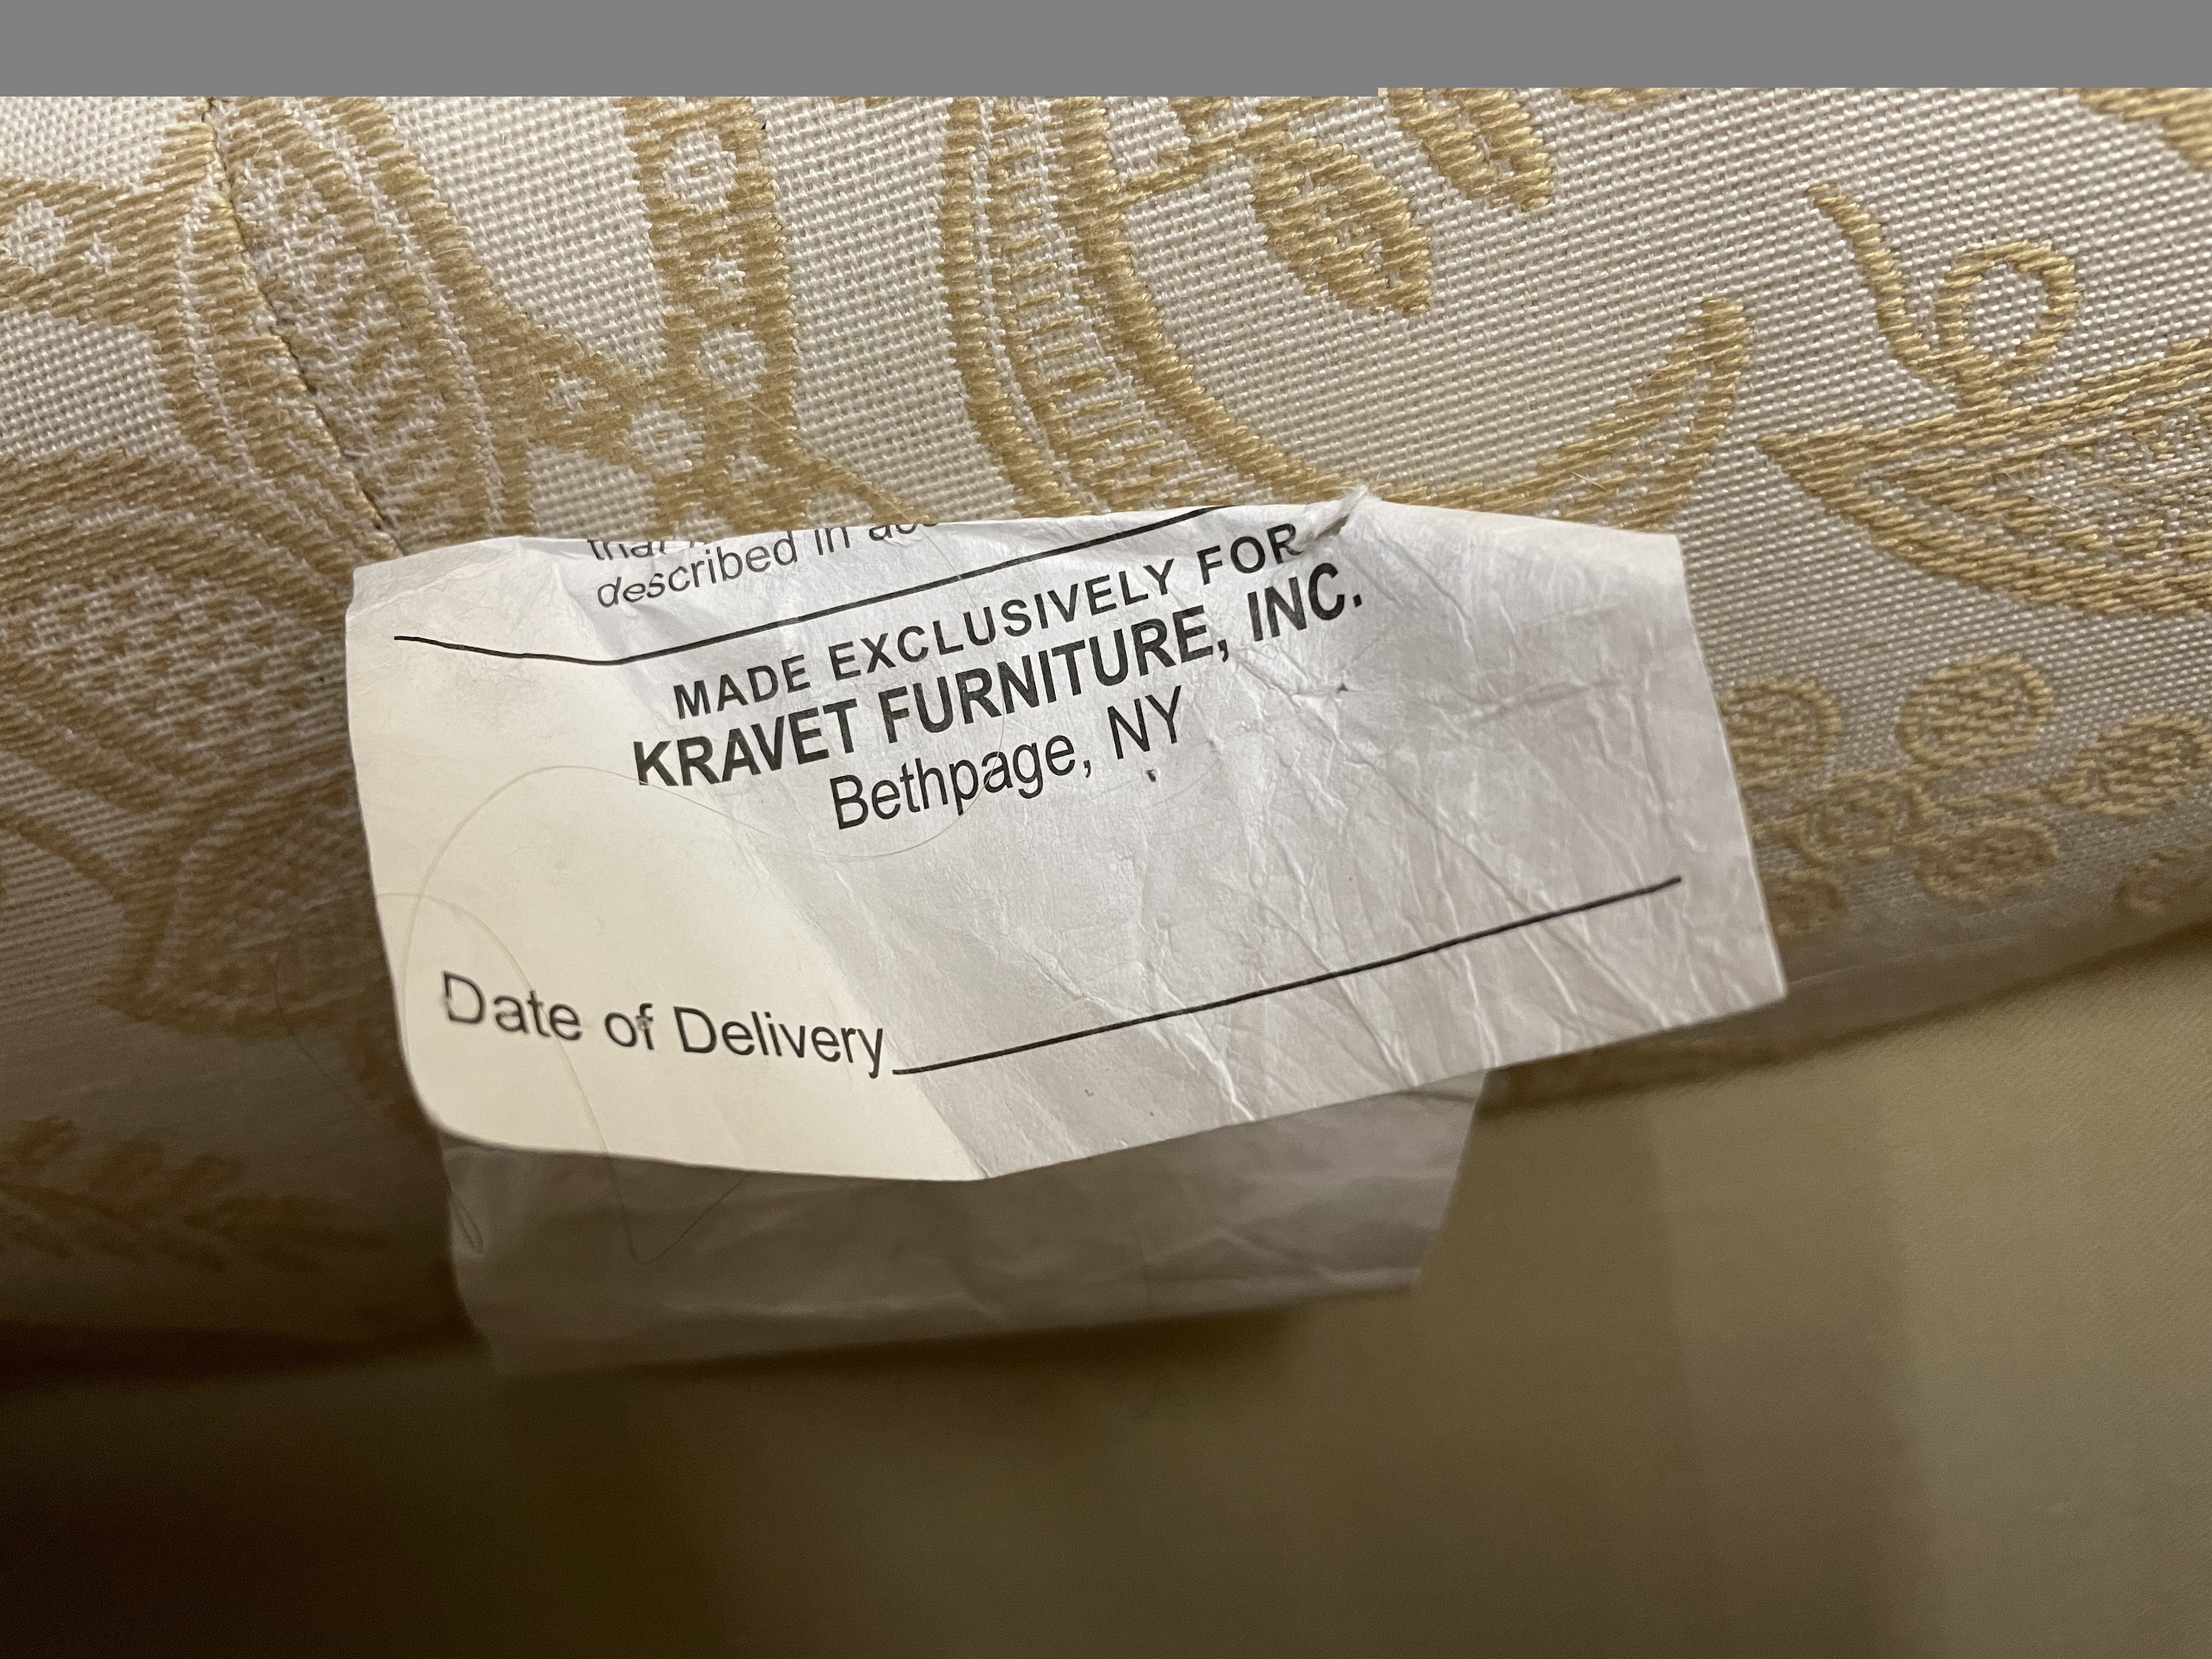 described in
MADE EXCLUSIVELY FOR
KRAVET FURNITURE, INC.
Bethpage, NY
Date of Delivery